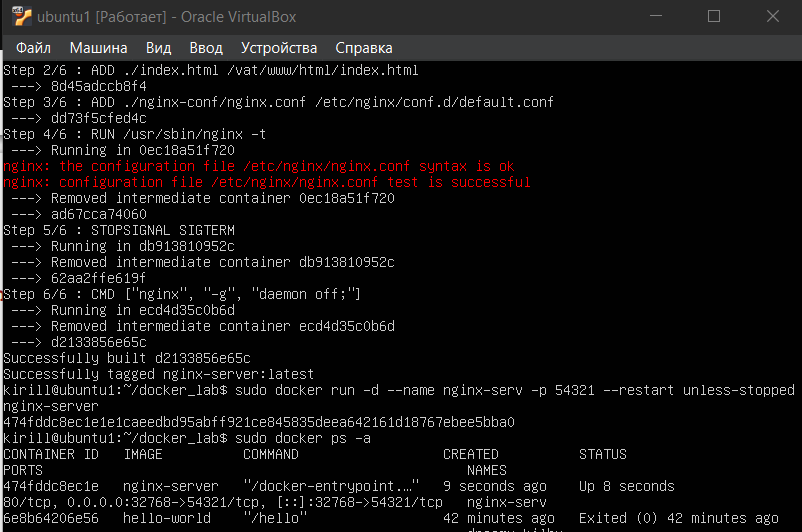 ubuntu1 [Работает] - Oracle VirtualBox
Файл Машина Вид Ввод Устройства Справка
Step 2/6 : ADD ./index.html /vat/www/html/index.html
 ---> 8d45adccb8f4
Step 3/6 : ADD ./nginx-conf/nginx.conf /etc/nginx/conf.d/default.conf
 ---> dd73f5cfed4c
Step 4/6 : RUN /usr/sbin/nginx -t
 ---> Running in 0ec18a51f720
nginx: the configuration file /etc/nginx/nginx.conf syntax is ok
nginx: configuration file /etc/nginx/nginx.conf test is successful
 ---> Removed intermediate container 0ec18a51f720
 ---> ad67cca74060
Step 5/6 : STOPSIGNAL SIGTERM
 ---> Running in db913810952c
 ---> Removed intermediate container db913810952c
 ---> 62aa2ffe619f
Step 6/6 : CMD ["nginx", "-g", "daemon off;"]
 ---> Running in ecd4d35c0b6d
 ---> Removed intermediate container ecd4d35c0b6d
 ---> d2133856e65c
Successfully built d2133856e65c
Successfully tagged nginx-server:latest
kirill@ubuntu1:~/docker_lab$ sudo docker run -d --name nginx-serv -p 54321 --restart unless-stopped
nginx-server
474fddc8ec1e1e1caeedbd95abff921ce845835deea642161d18767ebee5bba0
kirill@ubuntu1:~/docker_lab$ sudo docker ps -a
CONTAINER ID IMAGE COMMAND CREATED STATUS
PORTS NAMES
474fddc8ec1e nginx-server "/docker-entrypoint.…" 9 seconds ago Up 8 seconds
80/tcp, 0.0.0.0:32768->54321/tcp, [::]:32768->54321/tcp nginx-serv
6e8b64206e56 hello-world "/hello" 42 minutes ago Exited (0) 42 minutes ago